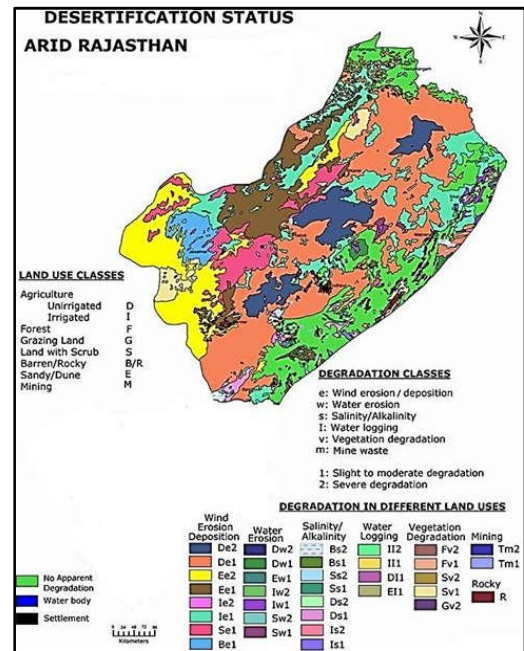 DESERTIFICATION STATUS
ARID RAJASTHAN
N
W E
S
LAND USE CLASSES
Agriculture
Unirrigated D
Irrigated I
Forest F
Grazing Land G
Land with Scrub S
Barren/Rocky B/R
Sandy/Dune E
Mining M
DEGRADATION CLASSES
e: Wind erosion/deposition
w: Water erosion
s: Salinity/Alkalinity
I: Water logging
v: Vegetation degradation
m: Mine waste
1: Slight to moderate degradation
2: Severe degradation
DEGRADATION IN DIFFERENT LAND USES
Wind Erosion Deposition
De2
De1
Ee2
Ee1
Ie2
Ie1
Se1
Be1
Water Erosion
Dw2
Dw1
Ew1
Iw2
Iw1
Sw2
Sw1
Salinity/Alkalinity
Bs2
Bs1
Ss2
Ss1
Ds2
Ds1
Is2
Is1
Water Logging
II2
II1
DI1
EI1
Vegetation Degradation
Fv2
Fv1
Sv2
Sv1
Gv2
Mining
Tm2
Tm1
Rocky
R
No Apparent Degradation
Water body
Settlement
Kilometers